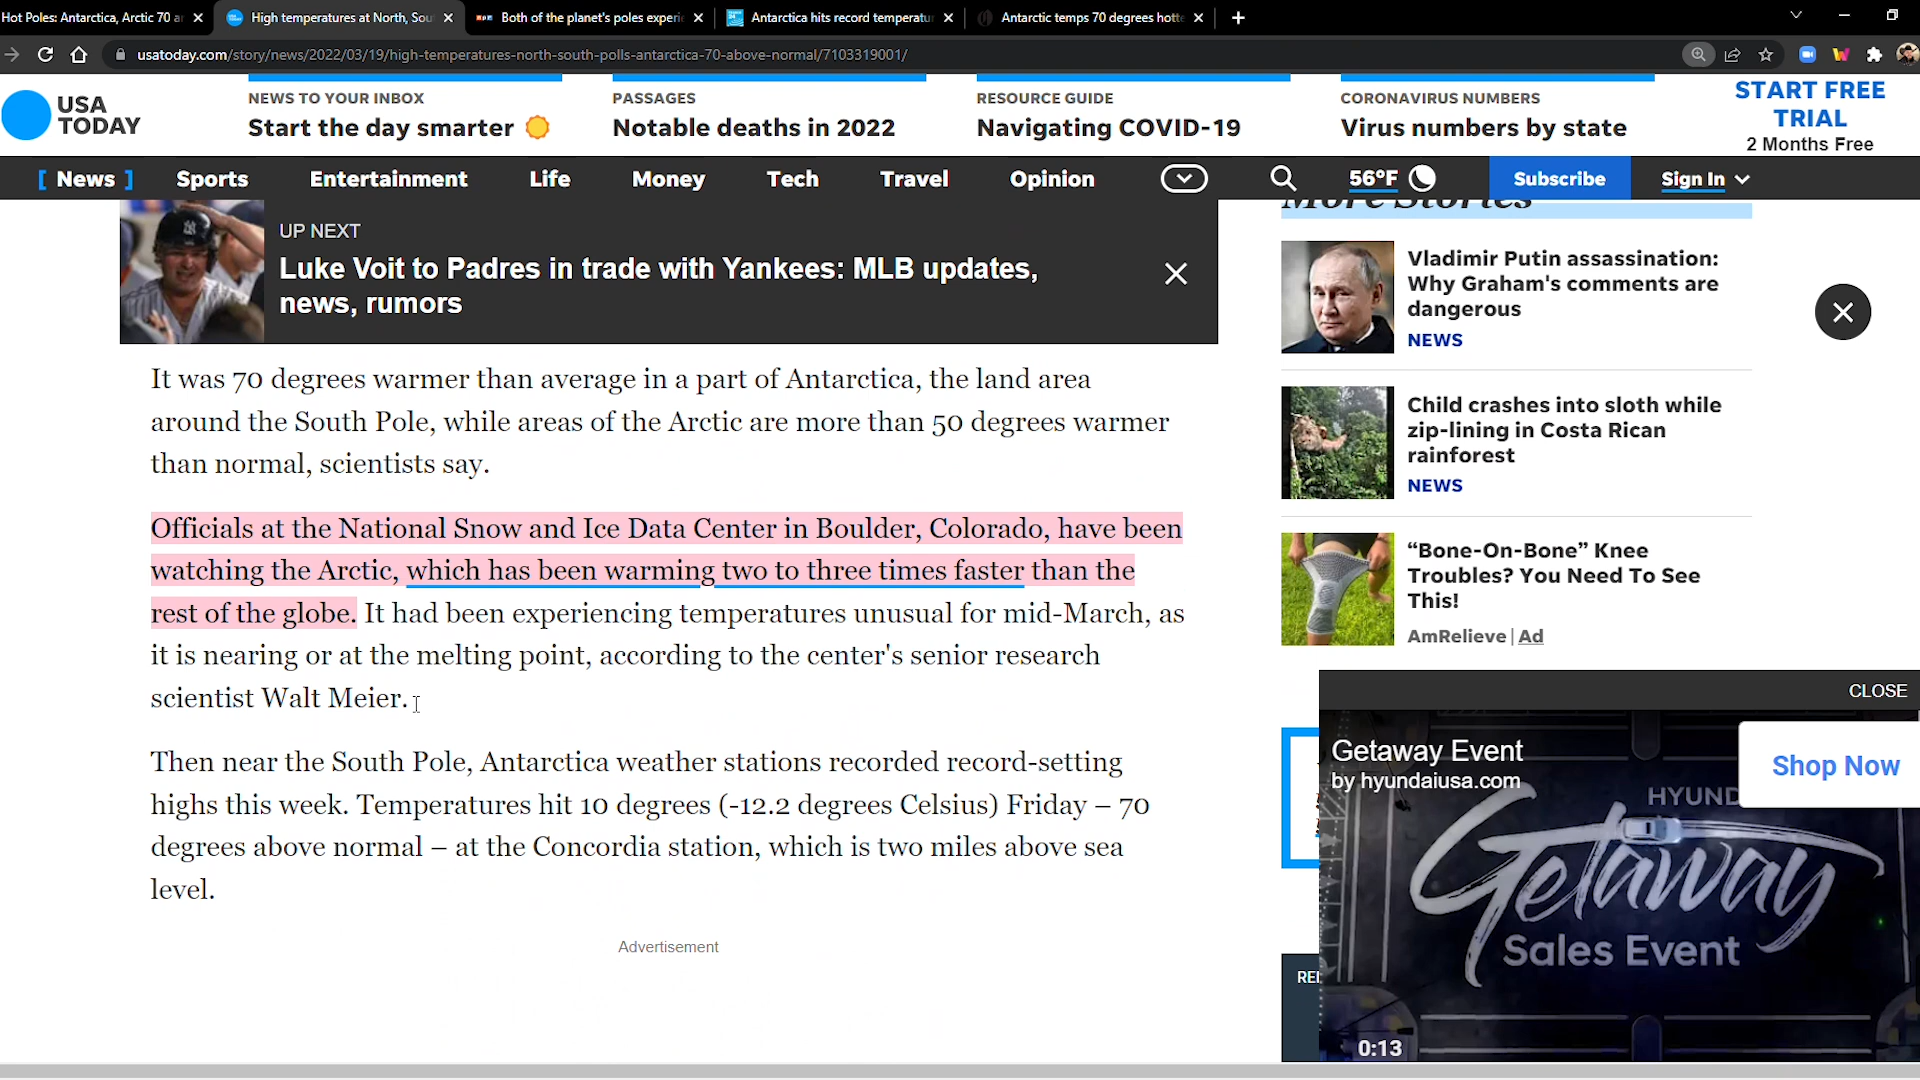 Hot Poles: Antarctica, Arctic 70 a
High temperatures at North, Sou
Both of the planet's poles experi
Antarctica hits record temperatur
Antarctic temps 70 degrees hott
usatoday.com/story/news/2022/03/19/high-temperatures-north-south-polls-antarctica-70-above-normal/7103319001/
USA
TODAY
NEWS TO YOUR INBOX
Start the day smarter
PASSAGES
Notable deaths in 2022
RESOURCE GUIDE
Navigating COVID-19
CORONAVIRUS NUMBERS
Virus numbers by state
START FREE
TRIAL
2 Months Free
[ News ]
Sports
Entertainment
Life
Money
Tech
Travel
Opinion
56°F
Subscribe
Sign In
UP NEXT
Luke Voit to Padres in trade with Yankees: MLB updates,
news, rumors
It was 70 degrees warmer than average in a part of Antarctica, the land area
around the South Pole, while areas of the Arctic are more than 50 degrees warmer
than normal, scientists say.
Officials at the National Snow and Ice Data Center in Boulder, Colorado, have been
watching the Arctic, which has been warming two to three times faster than the
rest of the globe. It had been experiencing temperatures unusual for mid-March, as
it is nearing or at the melting point, according to the center's senior research
scientist Walt Meier.
Then near the South Pole, Antarctica weather stations recorded record-setting
highs this week. Temperatures hit 10 degrees (-12.2 degrees Celsius) Friday – 70
degrees above normal – at the Concordia station, which is two miles above sea
level.
Advertisement
More Stories
Vladimir Putin assassination:
Why Graham's comments are
dangerous
NEWS
Child crashes into sloth while
zip-lining in Costa Rican
rainforest
NEWS
“Bone-On-Bone” Knee
Troubles? You Need To See
This!
AmRelieve | Ad
CLOSE
Getaway Event
by hyundaiusa.com
Shop Now
HYUND
Getaway
Sales Event
REL
0:13